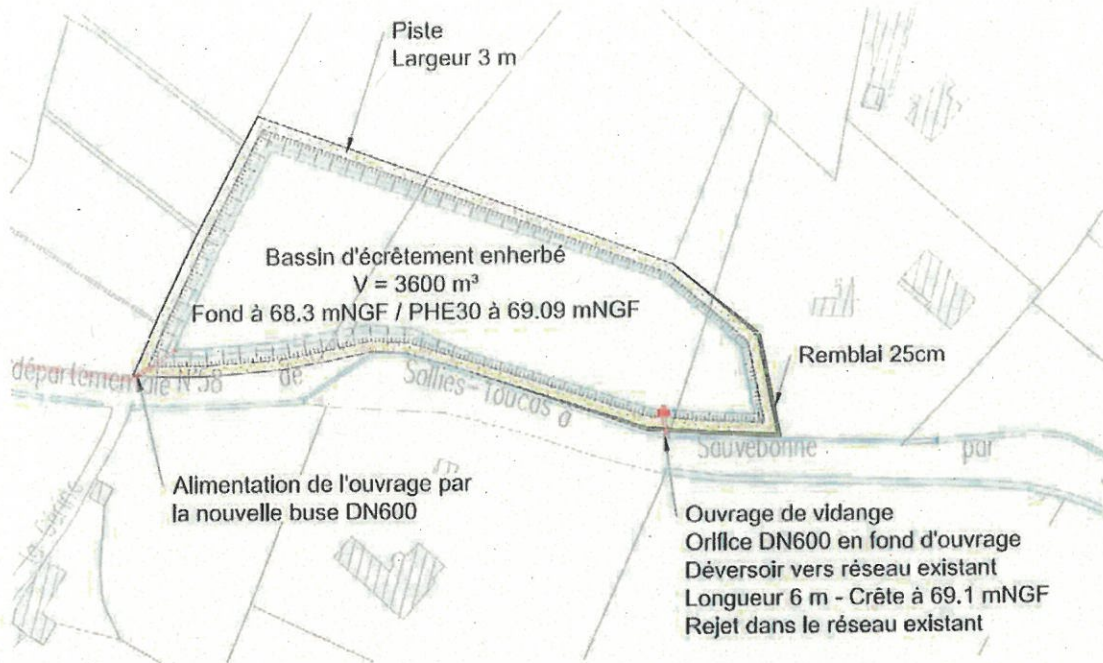 Piste
Largeur 3 m
Bassin d'écrêtement enherbé
V = 3600 m³
Fond à 68.3 mNGF / PHE30 à 69.09 mNGF
Remblai 25cm
départementale N°58 de Solliès-Toucas à Sauvebonne par
Alimentation de l'ouvrage par
la nouvelle buse DN600
Ouvrage de vidange
Orifice DN600 en fond d'ouvrage
Déversoir vers réseau existant
Longueur 6 m - Crête à 69.1 mNGF
Rejet dans le réseau existant